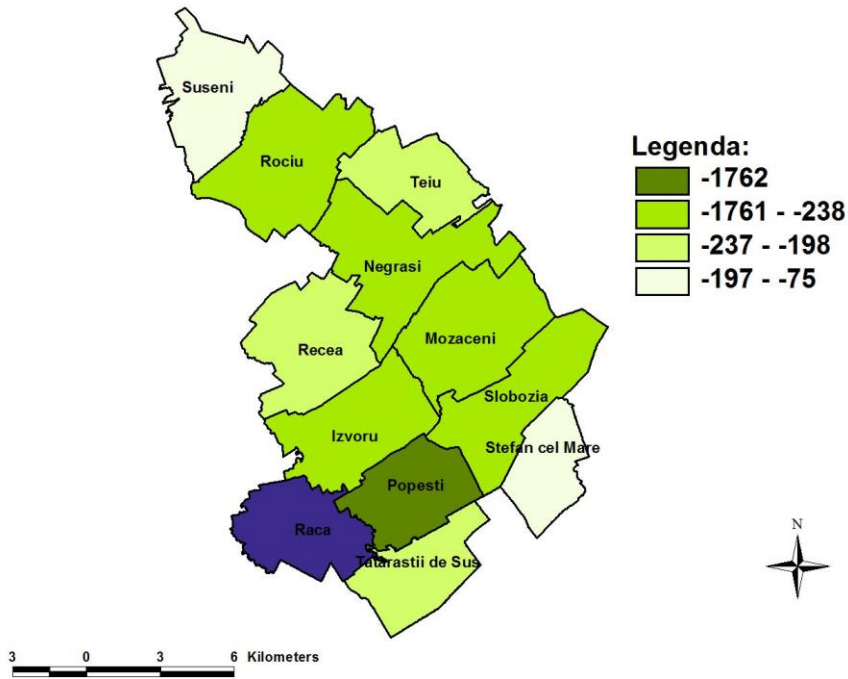 Suseni
Rociu
Teiu
Negrasi
Recea
Mozaceni
Slobozia
Izvoru
Stefan cel Mare
Popesti
Raca
Tatarastii de Sus
Legenda:
-1762
-1761 - -238
-237 - -198
-197 - -75
N
3 0 3 6 Kilometers